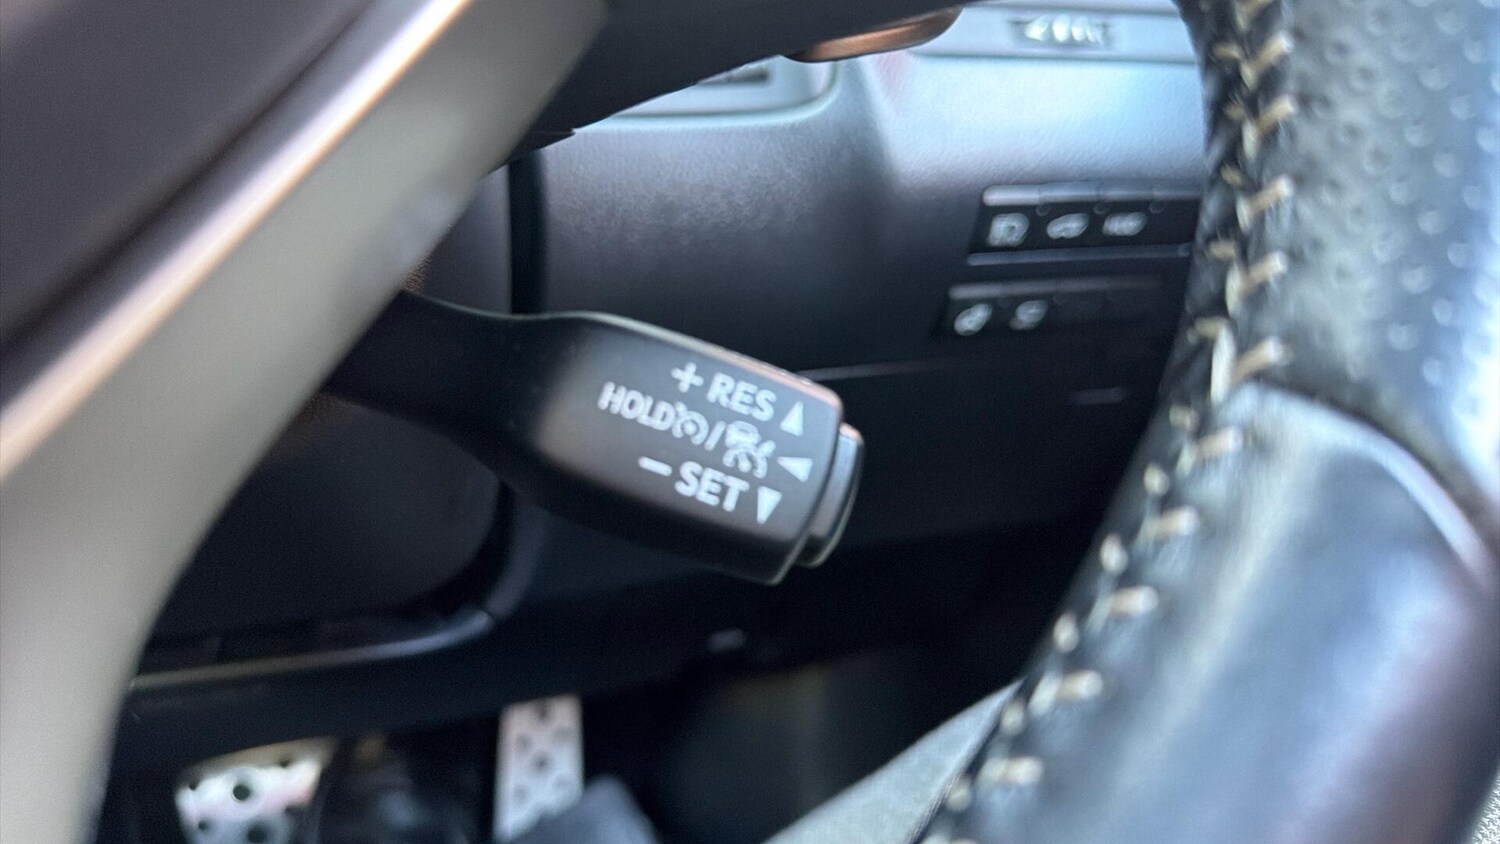 + RES ▲
HOLD / ◀
- SET ▼